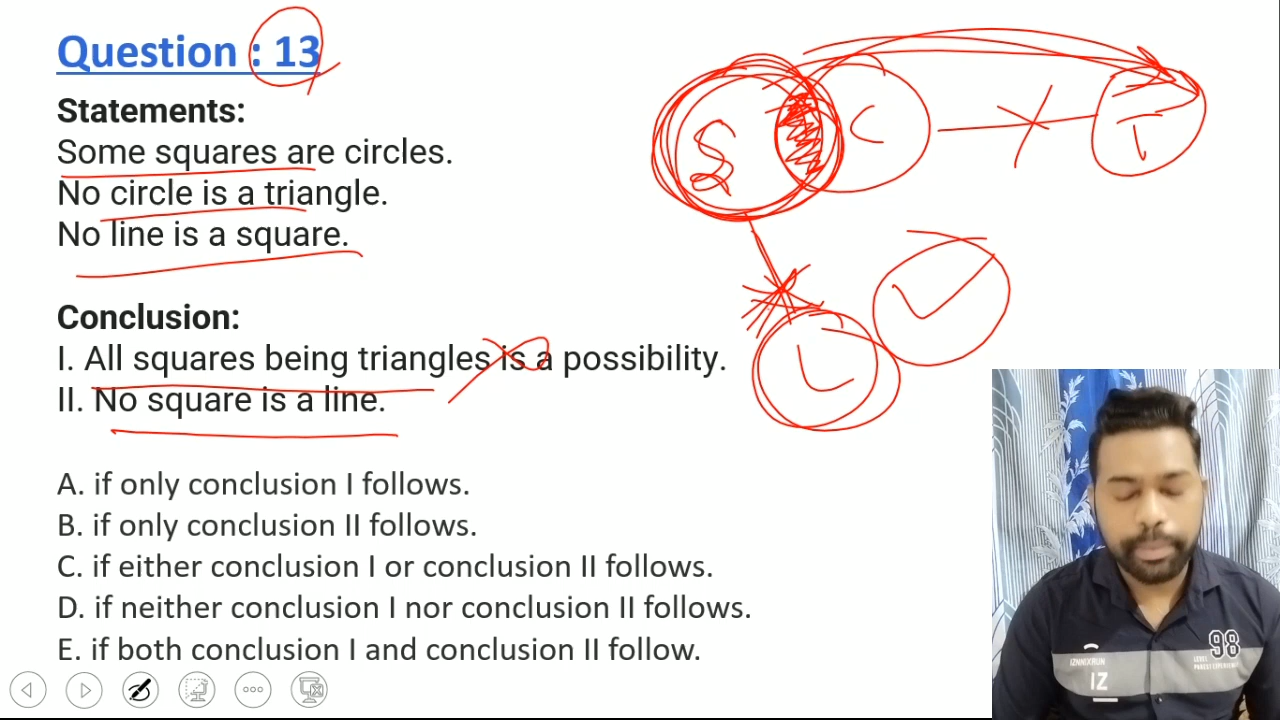 Question : 13
Statements:
Some squares are circles.
No circle is a triangle.
No line is a square.
Conclusion:
I. All squares being triangles is a possibility.
II. No square is a line.
A. if only conclusion I follows.
B. if only conclusion II follows.
C. if either conclusion I or conclusion II follows.
D. if neither conclusion I nor conclusion II follows.
E. if both conclusion I and conclusion II follow.
S
C
T
L
98
IZNNIXRUN
IZ